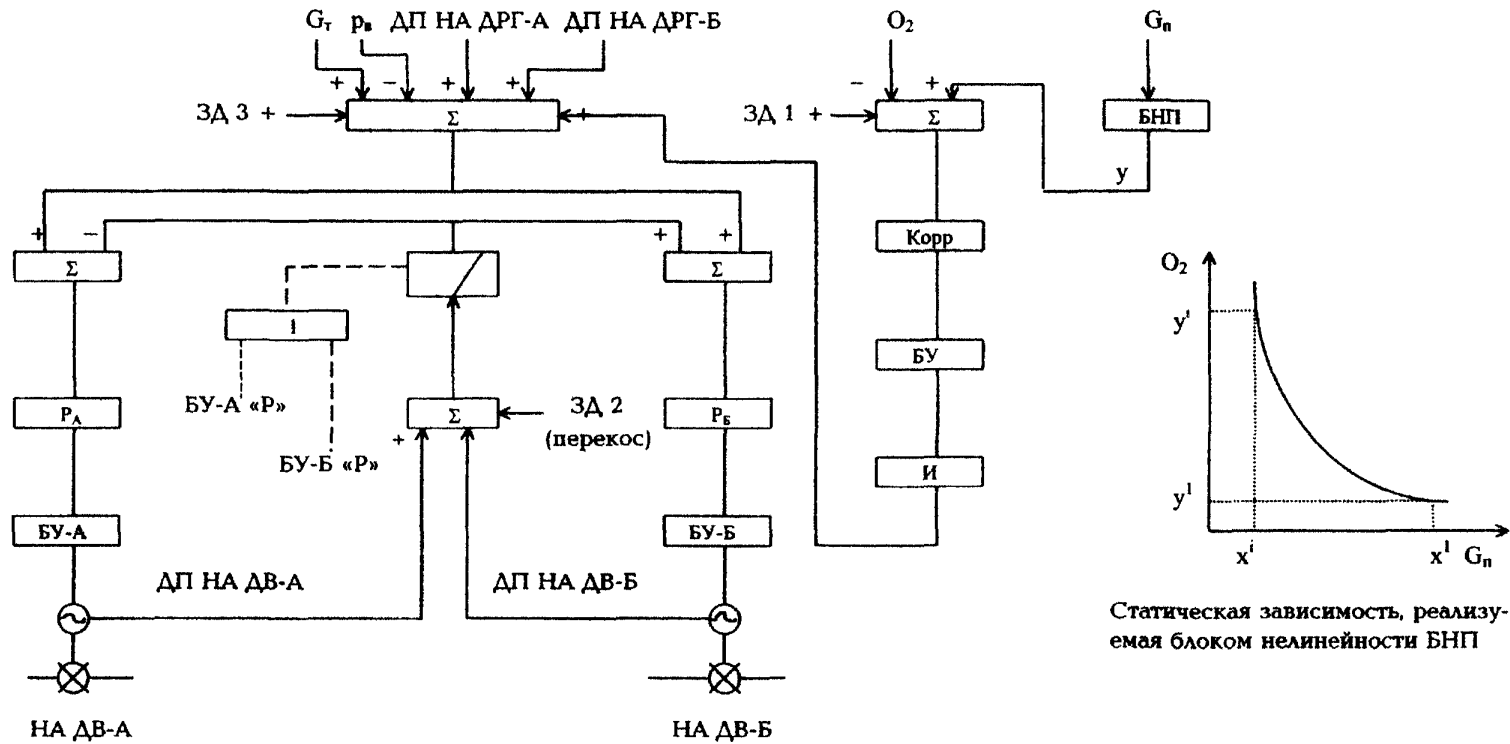 Gт pв ДП НА ДРГ-А ДП НА ДРГ-Б O₂ Gп
+ − + + − +
ЗД 3 + Σ + ЗД 1 + Σ БНП
y
+ − + +
Σ Σ Корр
O₂
1 yⁱ
БУ
БУ-А «Р» PА Σ ЗД 2 PБ
+ (перекос)
БУ-Б «Р» И
y¹
БУ-А БУ-Б
xⁱ x¹ Gп
ДП НА ДВ-А ДП НА ДВ-Б
Статическая зависимость, реализу-
емая блоком нелинейности БНП
НА ДВ-А НА ДВ-Б